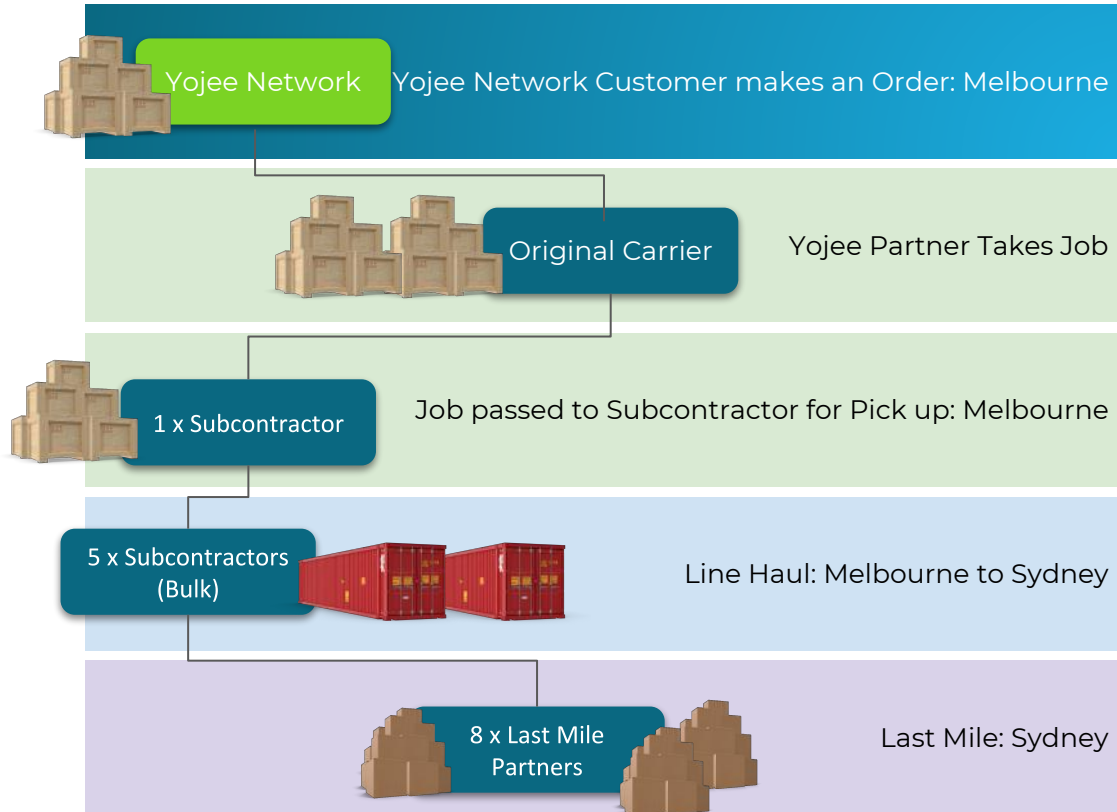 Yojee Network
Yojee Network Customer makes an Order: Melbourne
Original Carrier
Yojee Partner Takes Job
1 x Subcontractor
Job passed to Subcontractor for Pick up: Melbourne
5 x Subcontractors
(Bulk)
Line Haul: Melbourne to Sydney
8 x Last Mile
Partners
Last Mile: Sydney